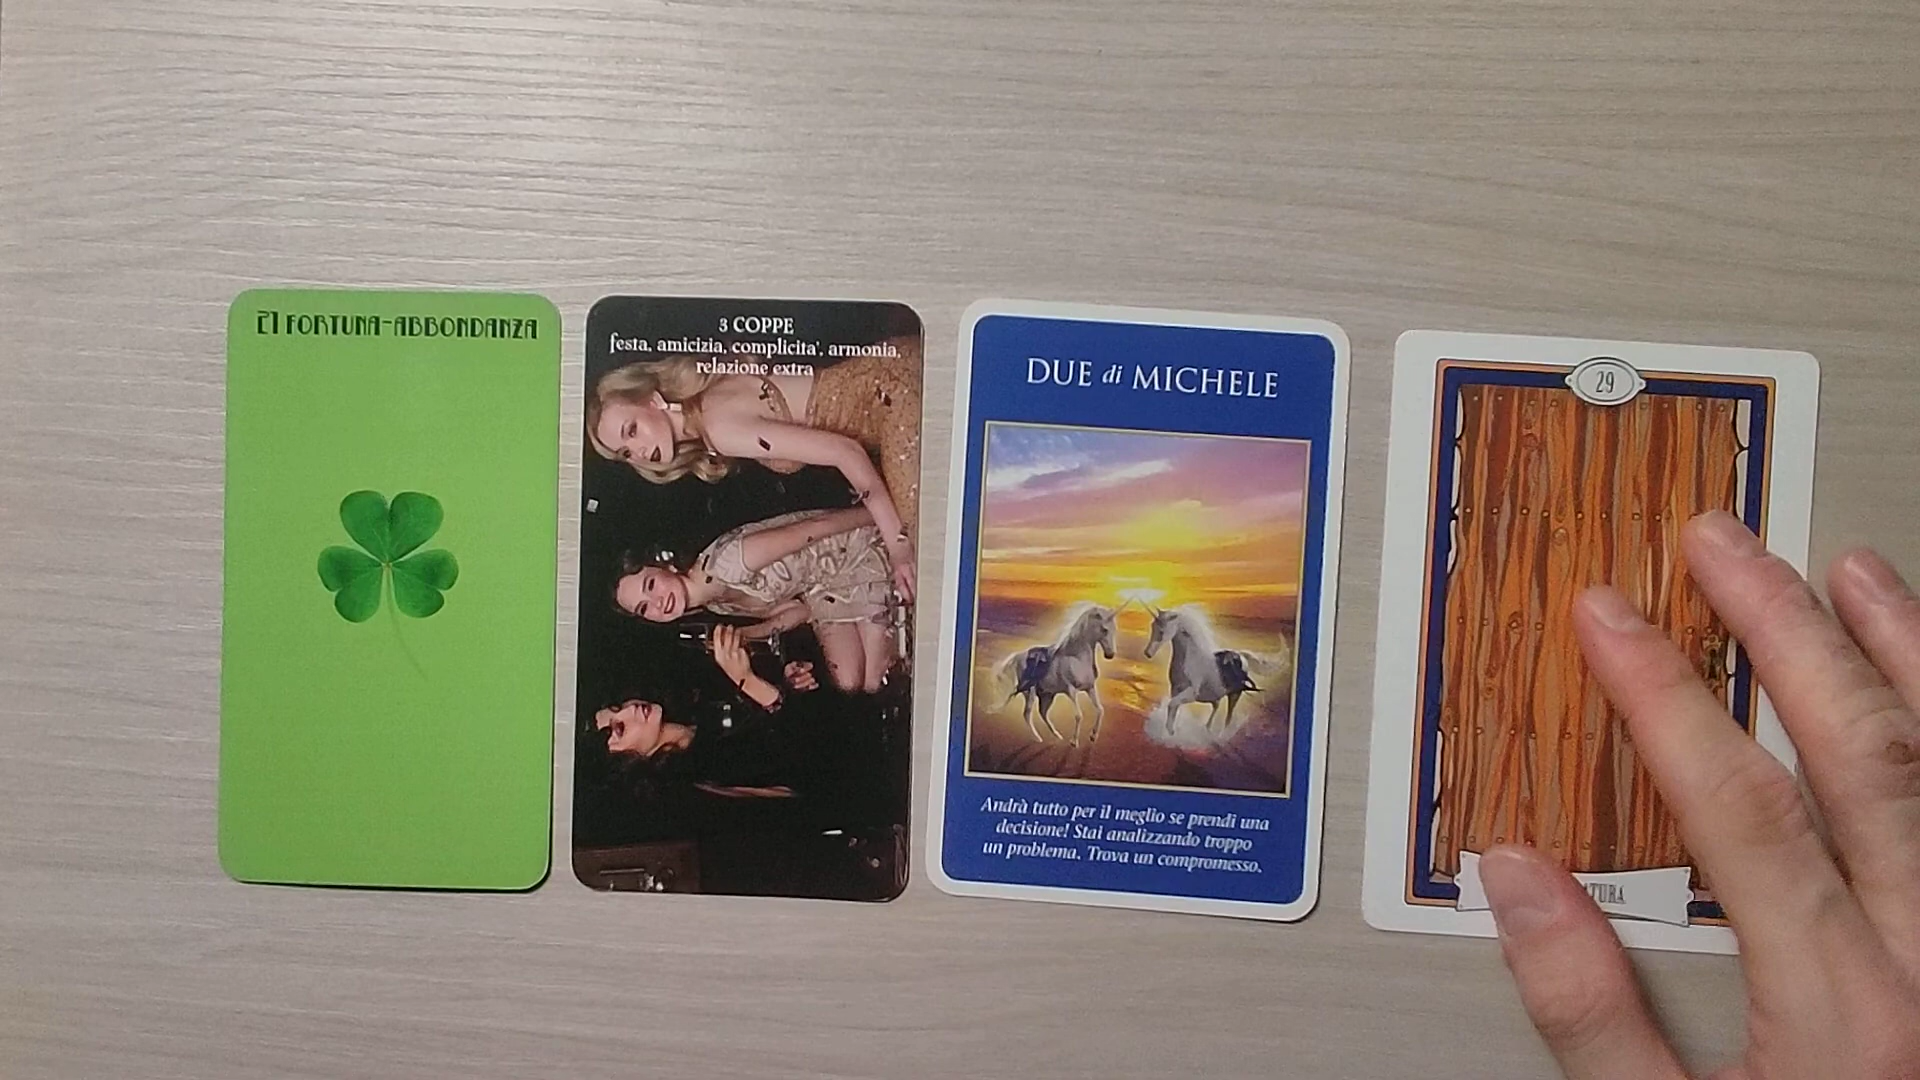 21 FORTUNA-ABBONDANZA
3 COPPE
festa, amicizia, complicita', armonia,
relazione extra
DUE di MICHELE
Andrà tutto per il meglio se prendi una
decisione! Stai analizzando troppo
un problema. Trova un compromesso.
29